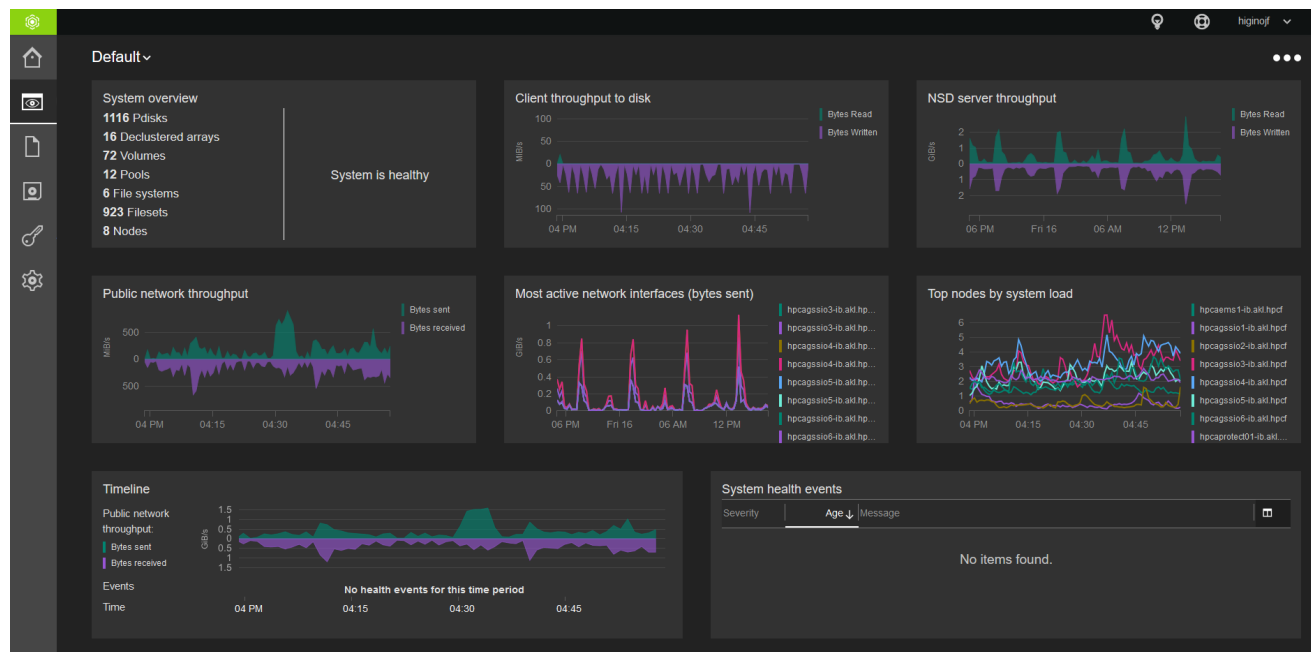 higinojf
Default
System overview
1116 Pdisks
16 Declustered arrays
72 Volumes
12 Pools
6 File systems
923 Filesets
8 Nodes
System is healthy
Client throughput to disk
Bytes Read
Bytes Written
MiB/s
100
50
0
50
100
04 PM
04:15
04:30
04:45
NSD server throughput
Bytes Read
Bytes Written
GiB/s
2
1
0
1
2
06 PM
Fri 16
06 AM
12 PM
Public network throughput
Bytes sent
Bytes received
MiB/s
500
0
500
04 PM
04:15
04:30
04:45
Most active network interfaces (bytes sent)
GiB/s
1
0.8
0.6
0.4
0.2
0
06 PM
Fri 16
06 AM
12 PM
hpcagssio3-ib.akl.hp...
hpcagssio3-ib.akl.hp...
hpcagssio4-ib.akl.hp...
hpcagssio4-ib.akl.hp...
hpcagssio5-ib.akl.hp...
hpcagssio5-ib.akl.hp...
hpcagssio6-ib.akl.hp...
hpcagssio6-ib.akl.hp...
Top nodes by system load
6
5
4
3
2
1
0
04 PM
04:15
04:30
04:45
hpcaems1-ib.akl.hpcf
hpcagssio1-ib.akl.hpcf
hpcagssio2-ib.akl.hpcf
hpcagssio3-ib.akl.hpcf
hpcagssio4-ib.akl.hpcf
hpcagssio5-ib.akl.hpcf
hpcagssio6-ib.akl.hpcf
hpcaprotect01-ib.akl....
Timeline
Public network
throughput:
Bytes sent
Bytes received
GiB/s
1.5
1
0.5
0
0.5
1
1.5
Events
No health events for this time period
Time
04 PM
04:15
04:30
04:45
System health events
Severity
Age↓
Message
No items found.